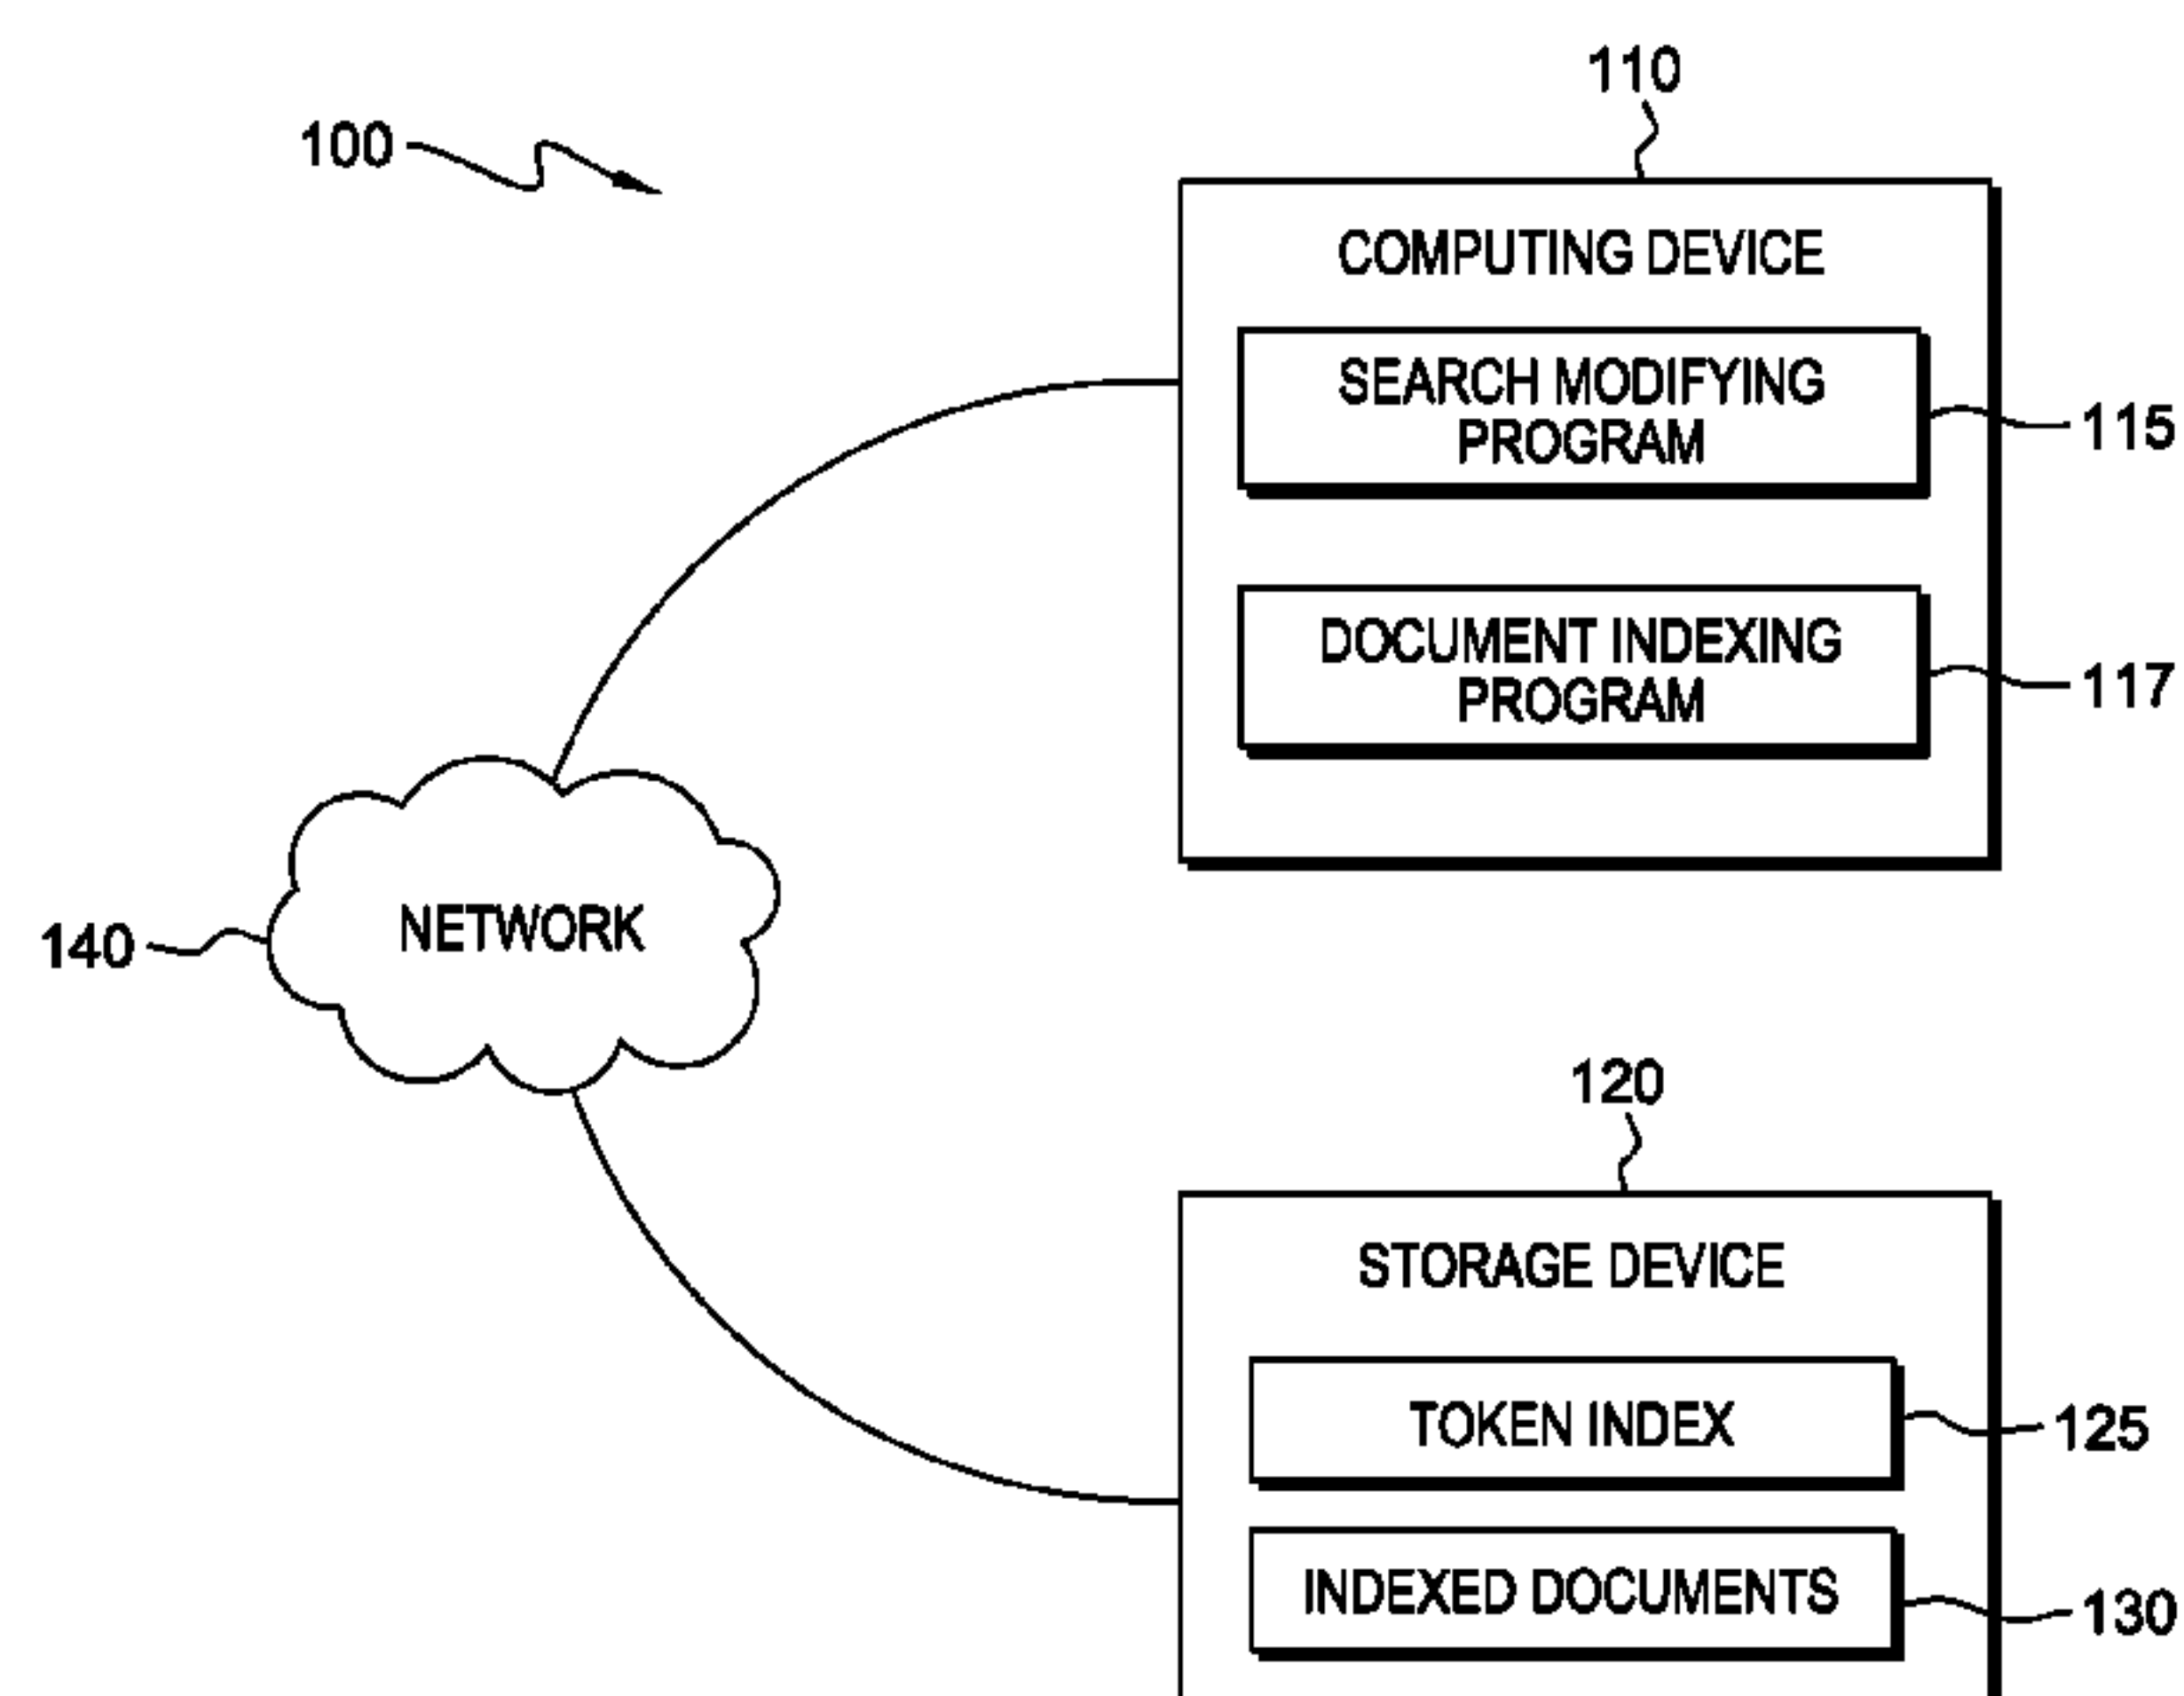 110
100
COMPUTING DEVICE
SEARCH MODIFYING
PROGRAM
115
DOCUMENT INDEXING
PROGRAM
117
NETWORK
140
120
STORAGE DEVICE
TOKEN INDEX
125
INDEXED DOCUMENTS
130